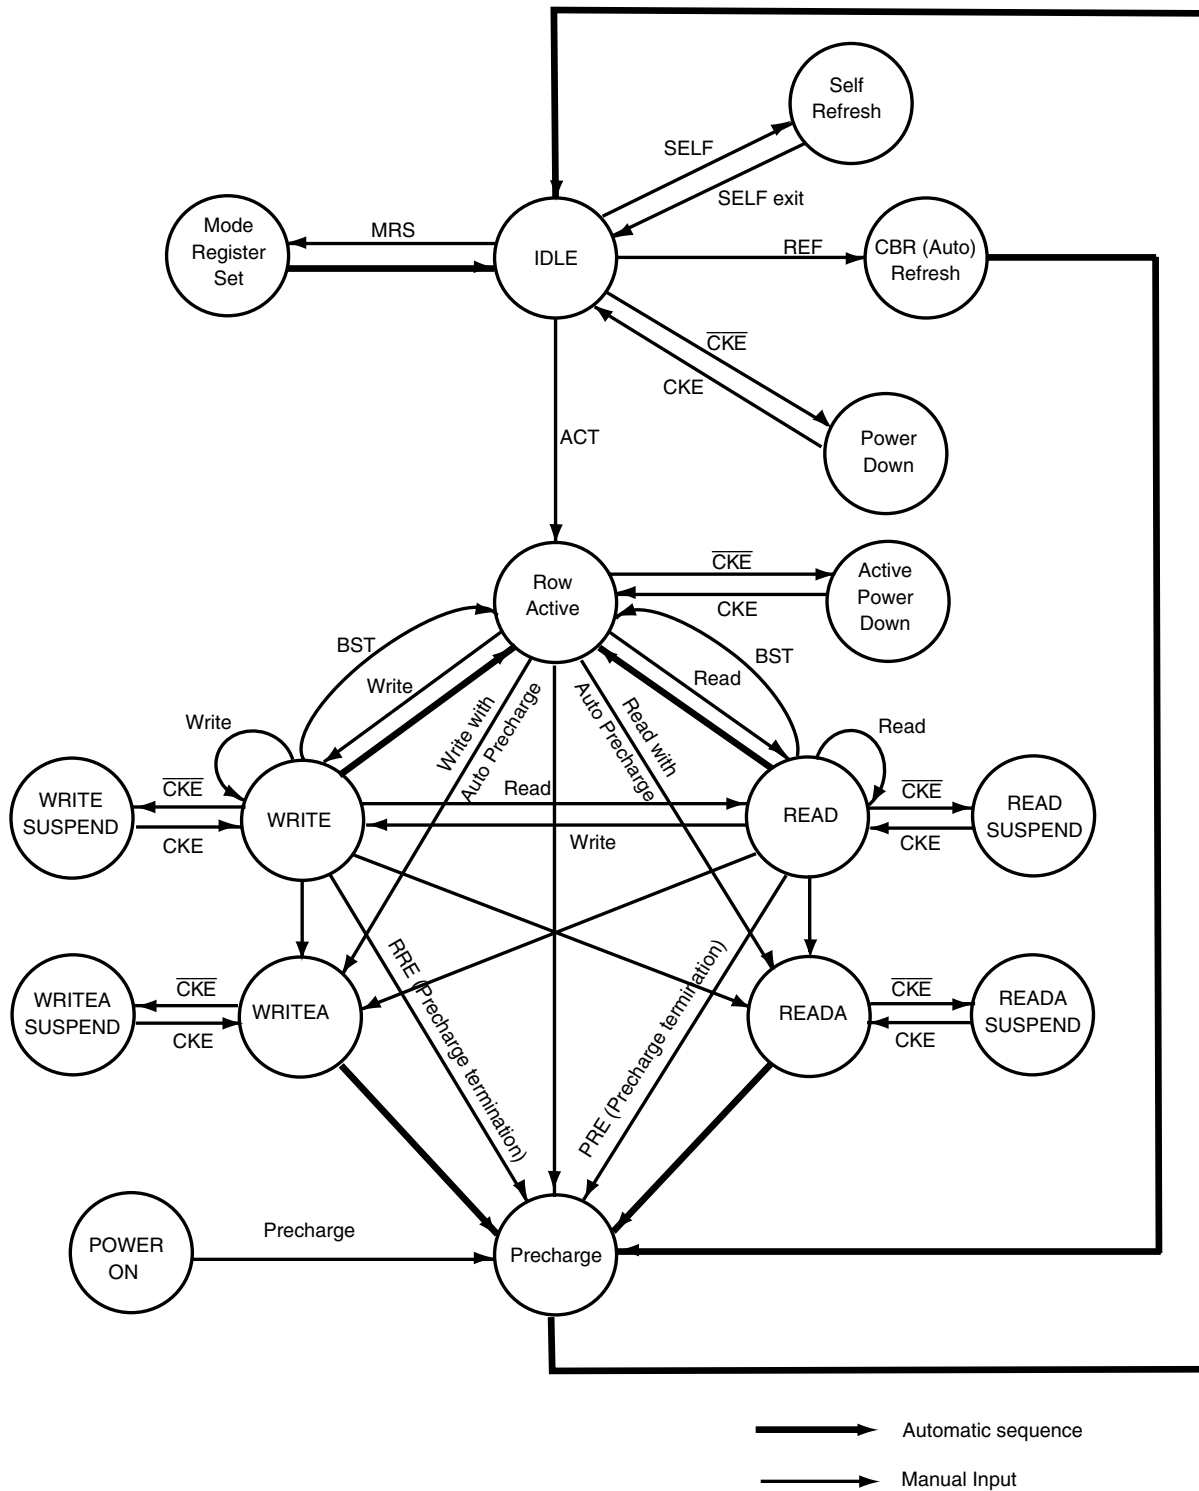 Self
Refresh
SELF
SELF exit
Mode
Register
Set
MRS
IDLE
REF
CBR (Auto)
Refresh
CKE
CKE
Power
Down
ACT
Row
Active
CKE
CKE
Active
Power
Down
BST
Write
Write with
Auto Precharge
Auto Precharge
Read with
Read
BST
Write
Read
WRITE
SUSPEND
CKE
CKE
WRITE
Read
Write
READ
CKE
CKE
READ
SUSPEND
RRE (Precharge termination)
PRE (Precharge termination)
WRITEA
SUSPEND
CKE
CKE
WRITEA
READA
CKE
CKE
READA
SUSPEND
POWER
ON
Precharge
Precharge
Automatic sequence
Manual Input